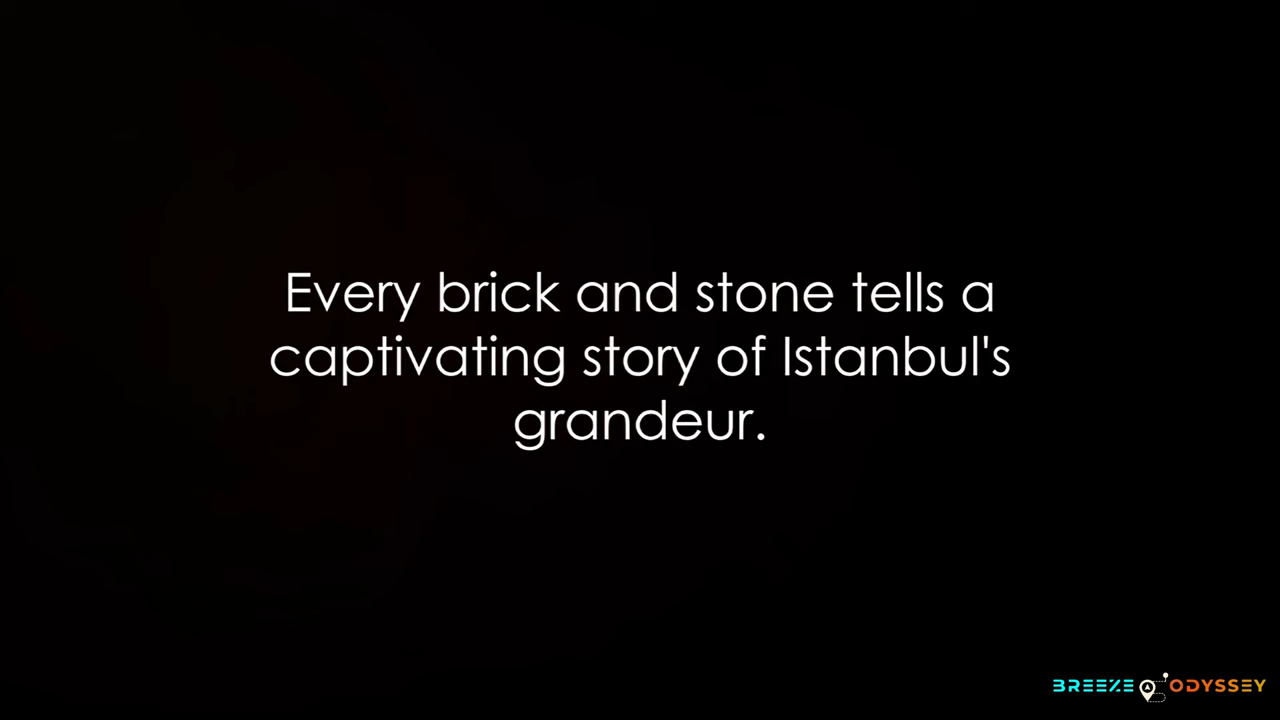 Every brick and stone tells a
captivating story of Istanbul's
grandeur.
BREEZE ODYSSEY